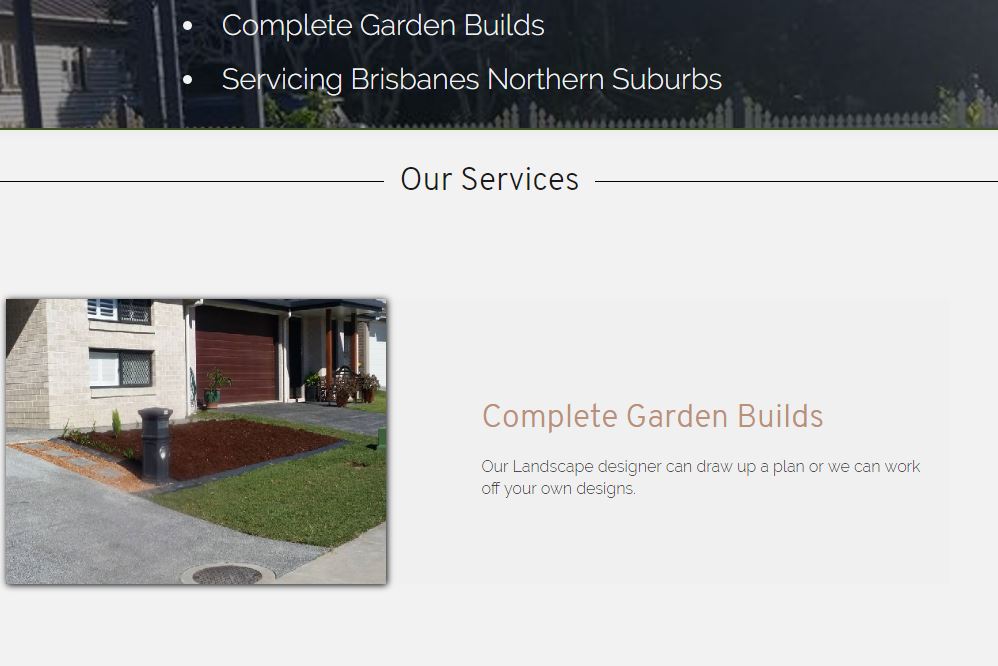 Complete Garden Builds
Servicing Brisbanes Northern Suburbs
Our Services
Complete Garden Builds
Our Landscape designer can draw up a plan or we can work
off your own designs.